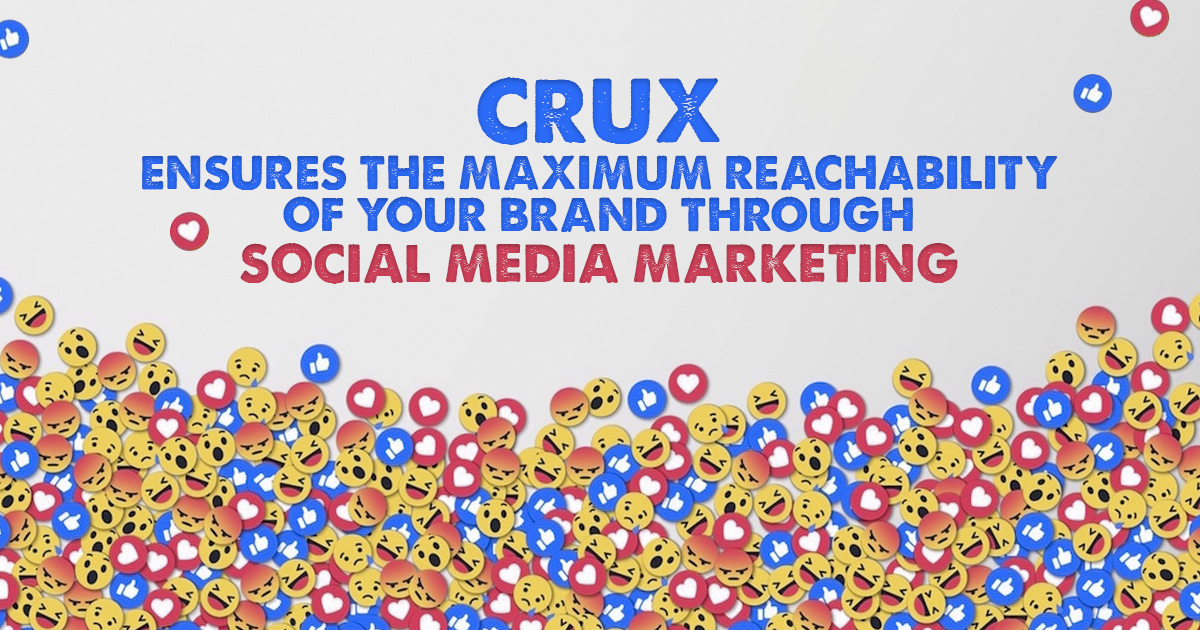 CRUX
ENSURES THE MAXIMUM REACHABILITY
OF YOUR BRAND THROUGH
SOCIAL MEDIA MARKETING